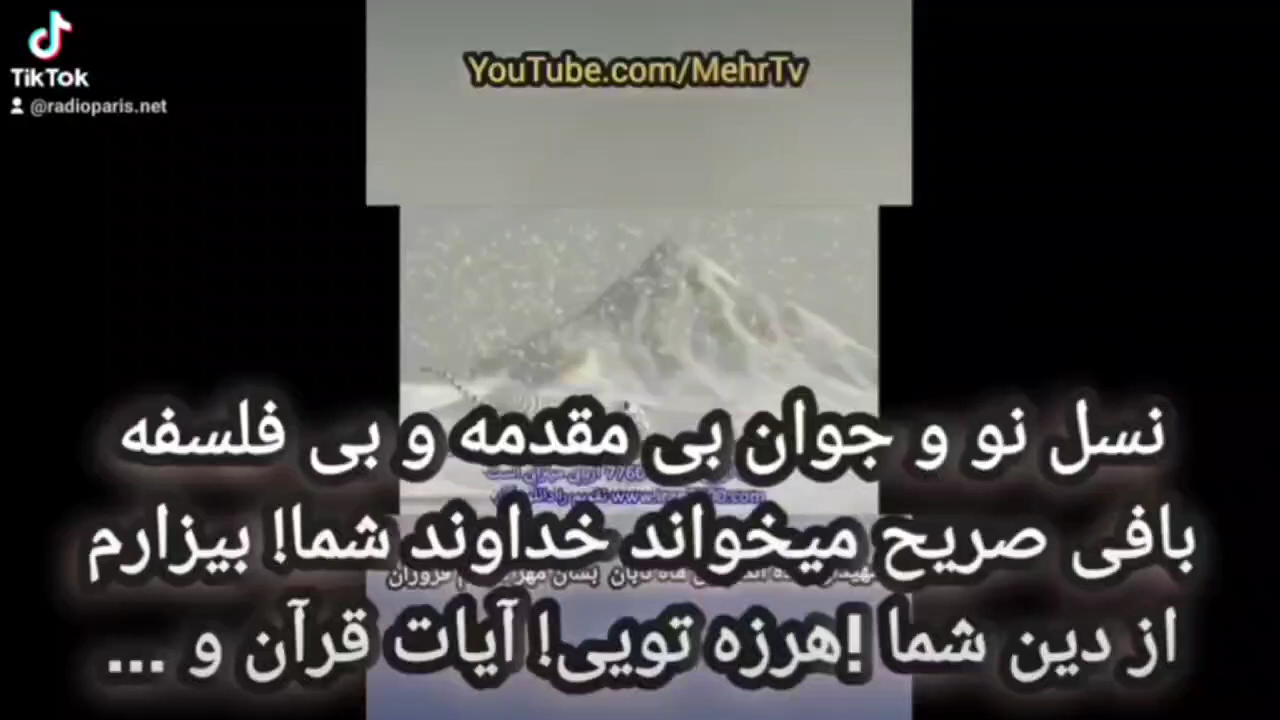 TikTok
@radioparis.net
YouTube.com/MehrTv
نسل نو و جوان بی مقدمه و بی فلسفه
بافی صریح میخواند خداوند شما! بیزارم
از دین شما !هرزه تویی! آیات قرآن و ...